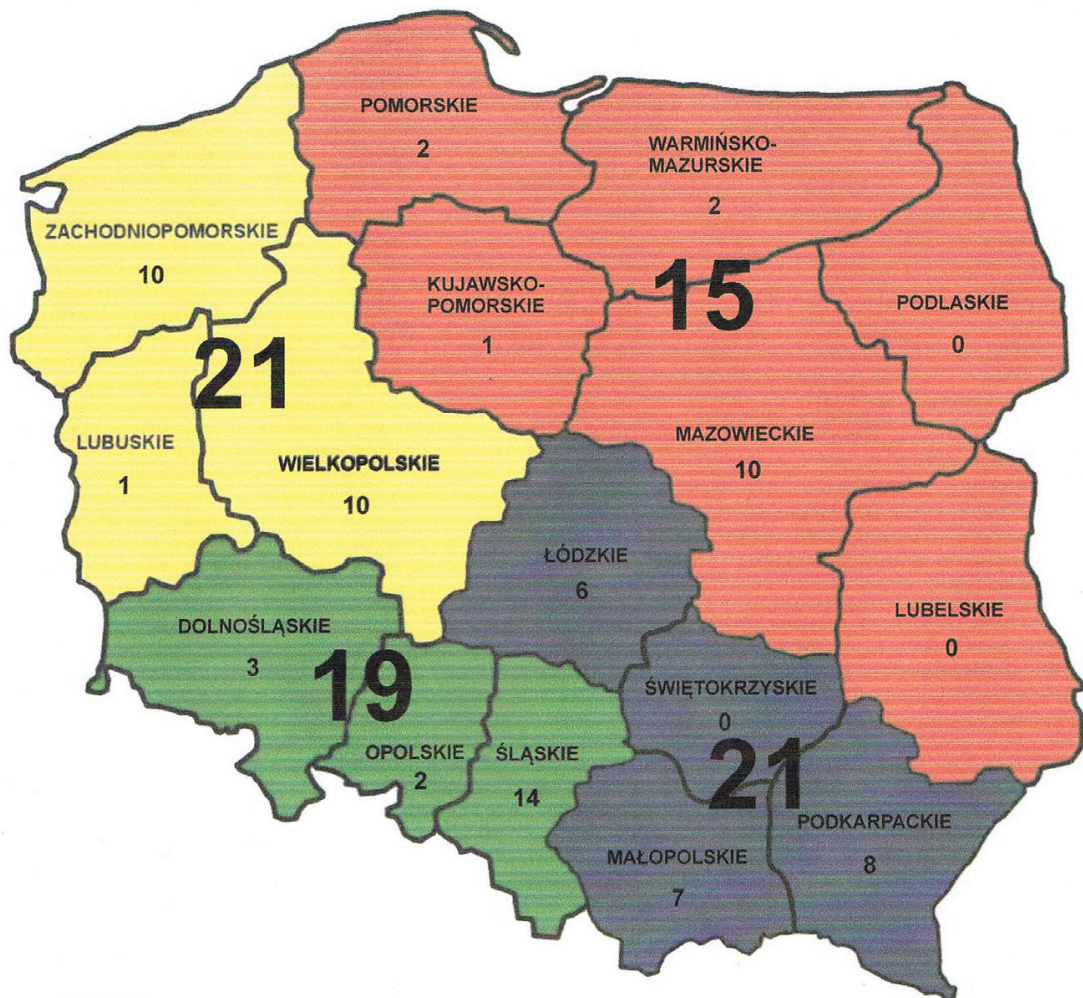 POMORSKIE
2
WARMIŃSKO-
MAZURSKIE
2
ZACHODNIOPOMORSKIE
10
KUJAWSKO-
POMORSKIE
1
15
PODLASKIE
0
21
LUBUSKIE
1
WIELKOPOLSKIE
10
MAZOWIECKIE
10
ŁÓDZKIE
6
LUBELSKIE
0
DOLNOŚLĄSKIE
3
19
OPOLSKIE
2
ŚLĄSKIE
14
ŚWIĘTOKRZYSKIE
0
21
PODKARPACKIE
8
MAŁOPOLSKIE
7